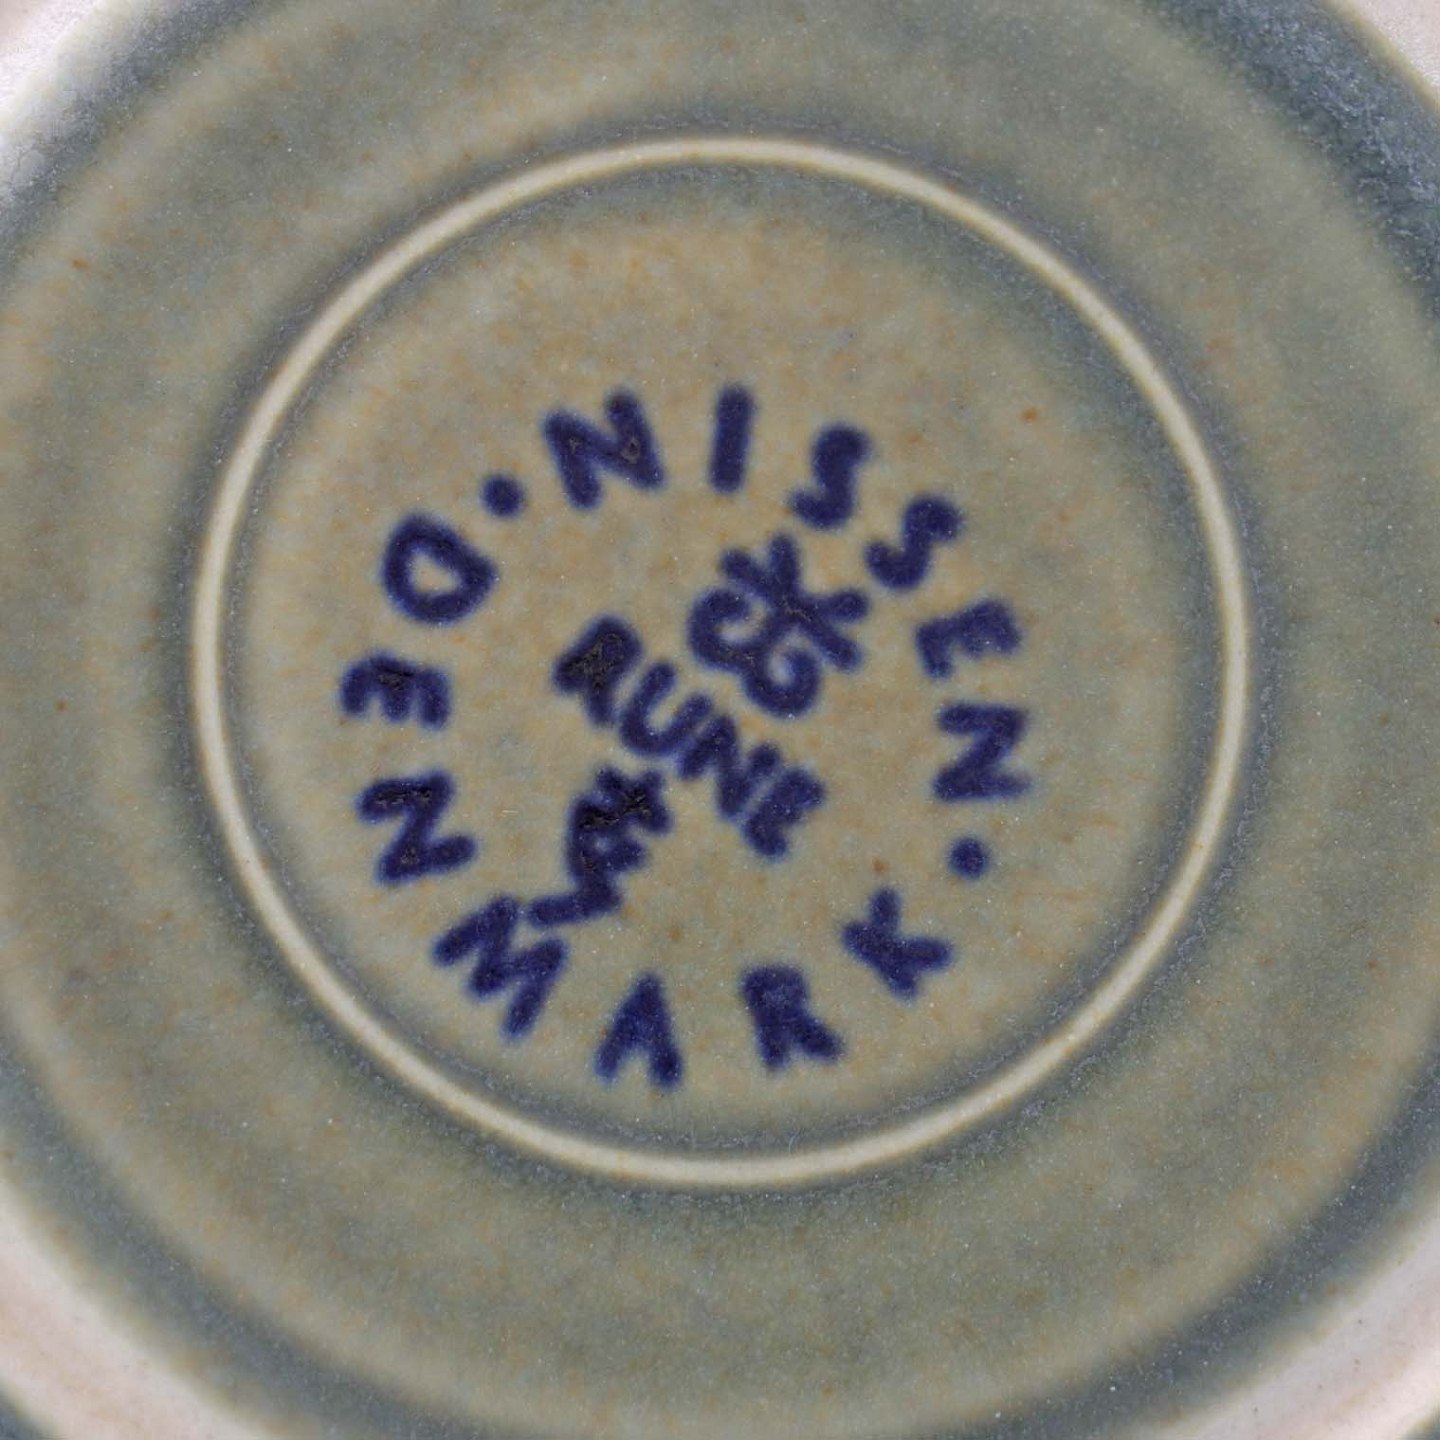 NISSEN · DENMARK ·
RUNE